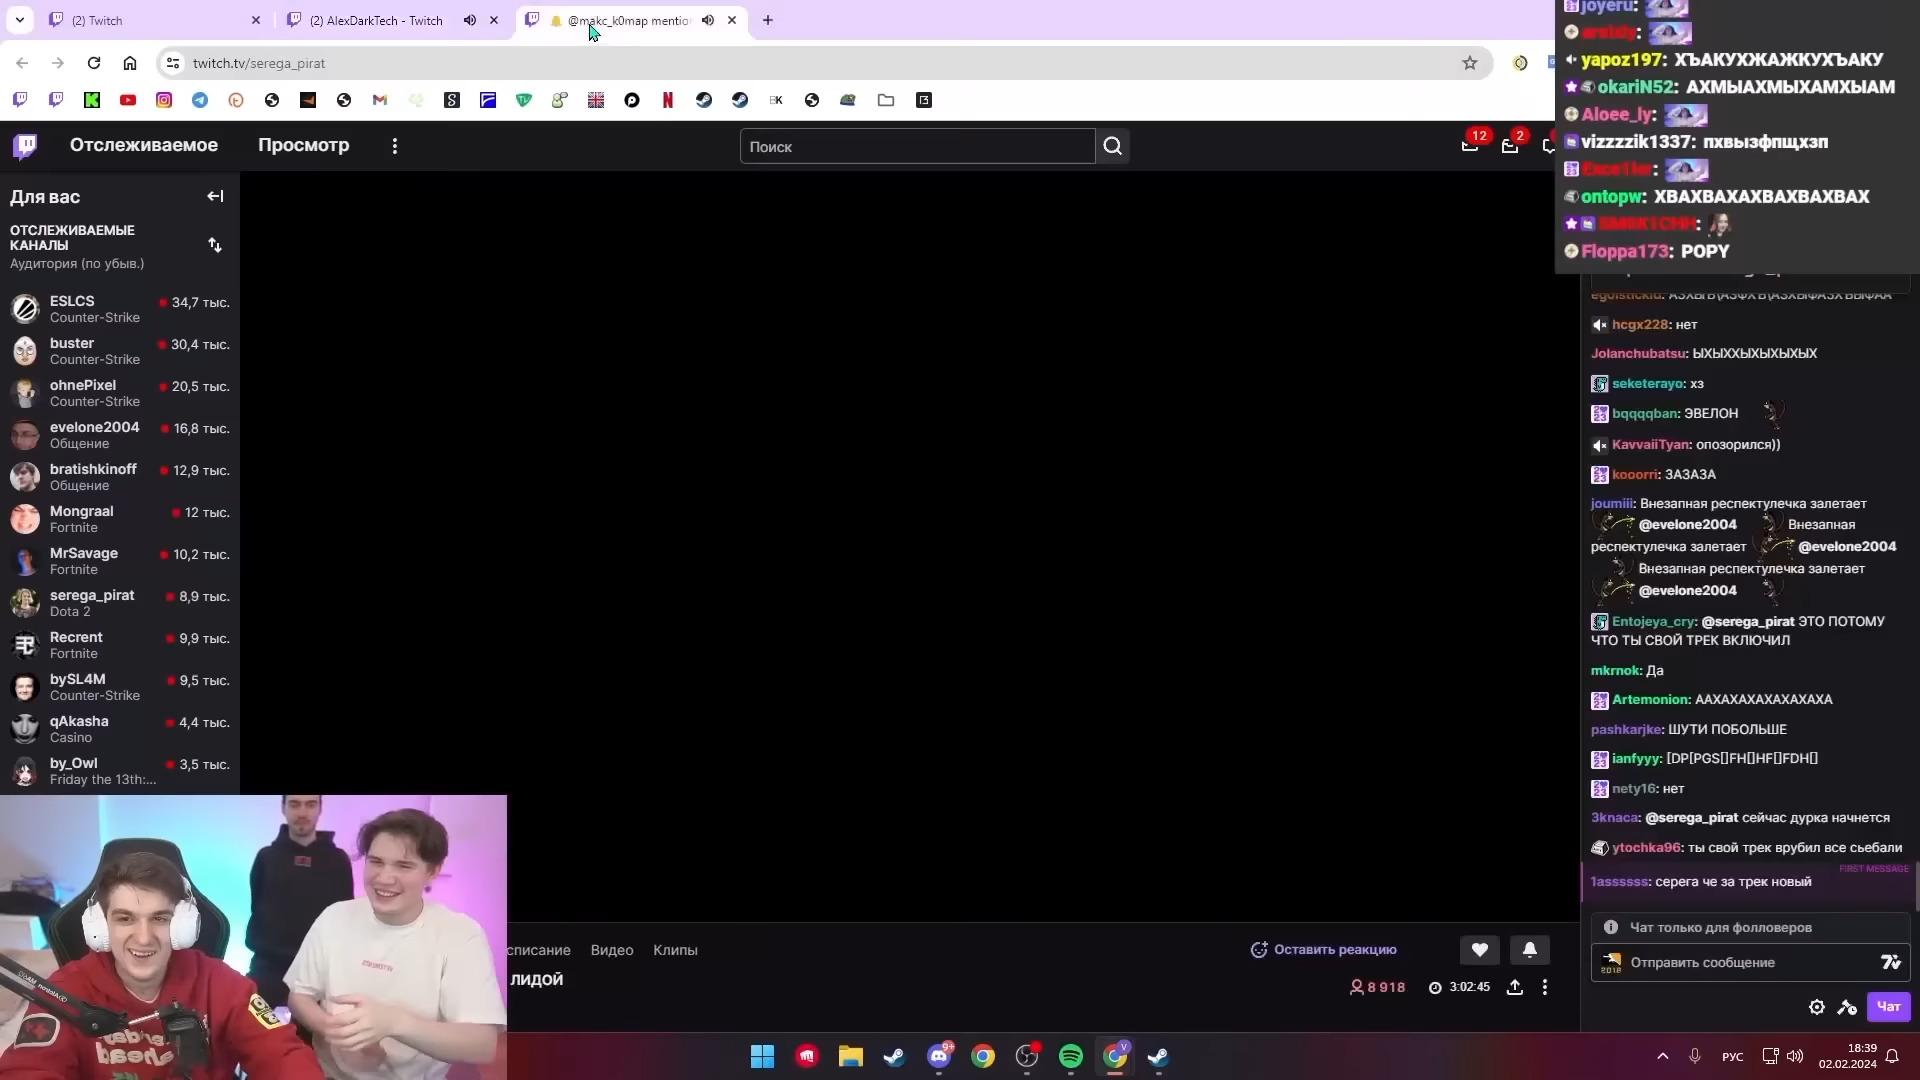 (2) Twitch
(2) AlexDarkTech - Twitch
@makc_k0map mentio
twitch.tv/serega_pirat
Отслеживаемое
Просмотр
Поиск
12
2
Для вас
ОТСЛЕЖИВАЕМЫЕ
КАНАЛЫ
Аудитория (по убыв.)
ESLCS 34,7 тыс.
Counter-Strike
buster 30,4 тыс.
Counter-Strike
ohnePixel 20,5 тыс.
Counter-Strike
evelone2004 16,8 тыс.
Общение
bratishkinoff 12,9 тыс.
Общение
Mongraal 12 тыс.
Fortnite
MrSavage 10,2 тыс.
Fortnite
serega_pirat 8,9 тыс.
Dota 2
Recrent 9,9 тыс.
Fortnite
bySL4M 9,5 тыс.
Counter-Strike
qAkasha 4,4 тыс.
Casino
by_Owl 3,5 тыс.
Friday the 13th:...
joyeru:
yapoz197: ХЪАКУХЖАЖКУХЪАКУ
okariN52: АХМЫАХМЫХАМХЫАМ
Aloee_ly:
vizzzzik1337: пхвызфпщхзп
ontopw: ХВАХВАХАХВАХВАХВАХ
Floppa173: POPY
hcgx228: нет
Jolanchubatsu: ЫХЫХХЫХЫХЫХЫХ
seketerayo: хз
bqqqqban: ЭВЕЛОН
KavvaiiTyan: опозорился))
kooorri: ЗАЗАЗА
joumiii: Внезапная респектулечка залетает
@evelone2004 Внезапная
респектулечка залетает @evelone2004
Внезапная респектулечка залетает
@evelone2004
Entojeya_cry: @serega_pirat ЭТО ПОТОМУ
ЧТО ТЫ СВОЙ ТРЕК ВКЛЮЧИЛ
mkrnok: Да
Artemonion: ААХАХАХАХАХАХАХА
pashkarjke: ШУТИ ПОБОЛЬШЕ
ianfyyy: [DP[PGS[]FH[]HF[]FDH[]
nety16: нет
3knaca: @serega_pirat сейчас дурка начнется
ytochka96: ты свой трек врубил все сьебали
FIRST MESSAGE
1assssss: серега че за трек новый
Чат только для фолловеров
Отправить сообщение
Чат
списание
Видео
Клипы
Оставить реакцию
ЛИДОЙ
8 918
3:02:45
9+
РУС
18:39
02.02.2024